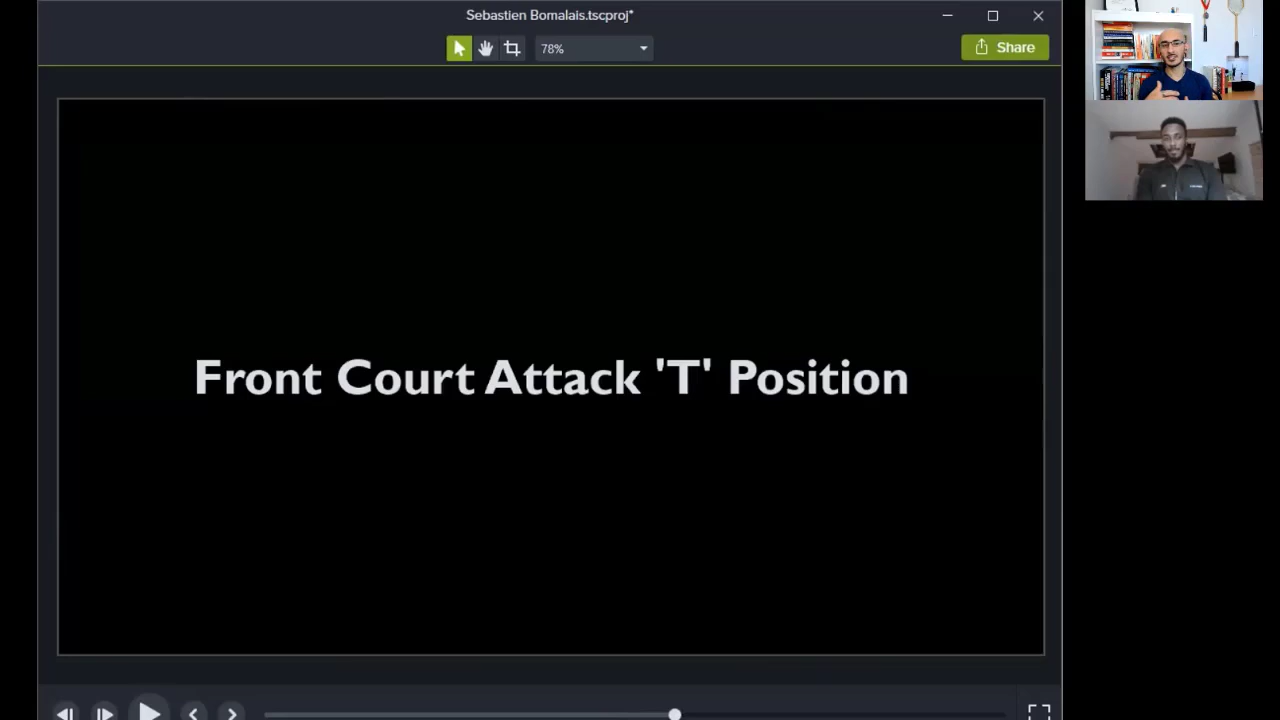 Sebastien Bomalais.tscproj*
78%
Share
Front Court Attack 'T' Position